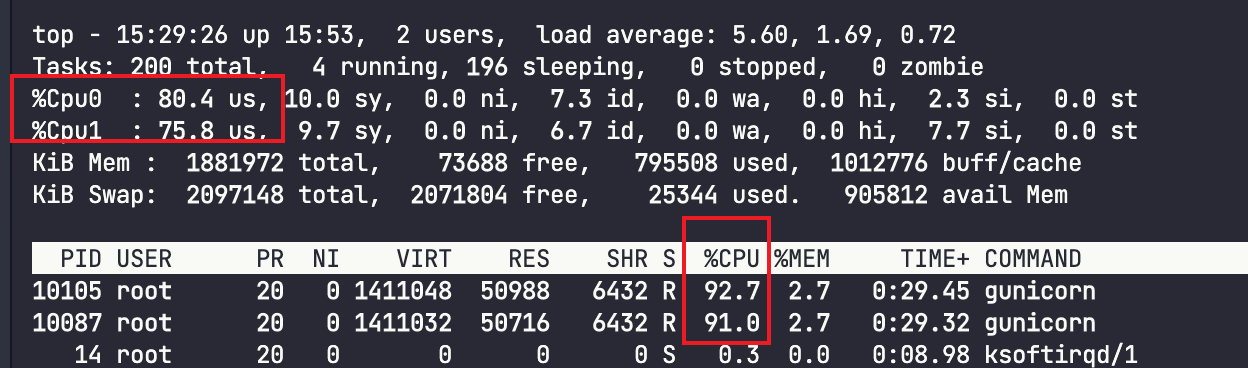 top - 15:29:26 up 15:53,  2 users,  load average: 5.60, 1.69, 0.72
Tasks: 200 total,   4 running, 196 sleeping,   0 stopped,   0 zombie
%Cpu0  : 80.4 us, 10.0 sy,  0.0 ni,  7.3 id,  0.0 wa,  0.0 hi,  2.3 si,  0.0 st
%Cpu1  : 75.8 us,  9.7 sy,  0.0 ni,  6.7 id,  0.0 wa,  0.0 hi,  7.7 si,  0.0 st
KiB Mem :  1881972 total,    73688 free,   795508 used,  1012776 buff/cache
KiB Swap:  2097148 total,  2071804 free,    25344 used.   905812 avail Mem
  PID USER      PR  NI    VIRT    RES    SHR S  %CPU %MEM     TIME+ COMMAND
10105 root      20   0 1411048  50988   6432 R  92.7  2.7   0:29.45 gunicorn
10087 root      20   0 1411032  50716   6432 R  91.0  2.7   0:29.32 gunicorn
   14 root      20   0       0      0      0 S   0.3  0.0   0:08.98 ksoftirqd/1